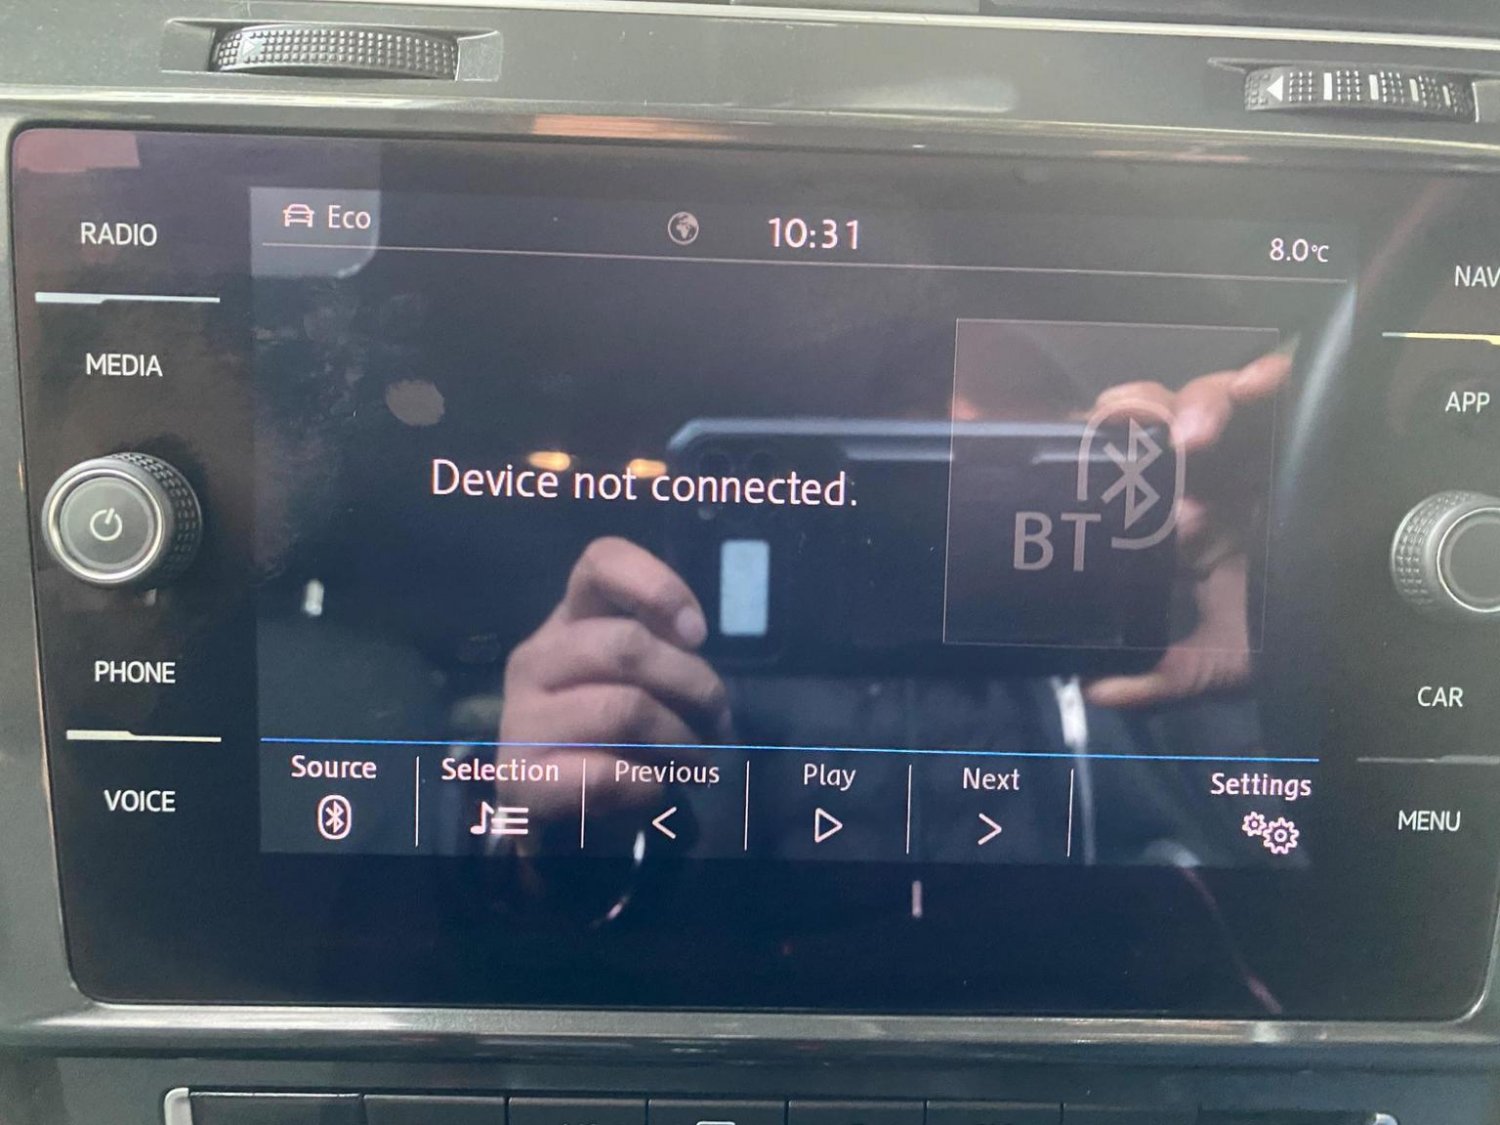 RADIO
MEDIA
PHONE
VOICE
Eco
10:31
8.0°C
Device not connected.
BT
Source
Selection
Previous
Play
Next
Settings
NAV
APP
CAR
MENU